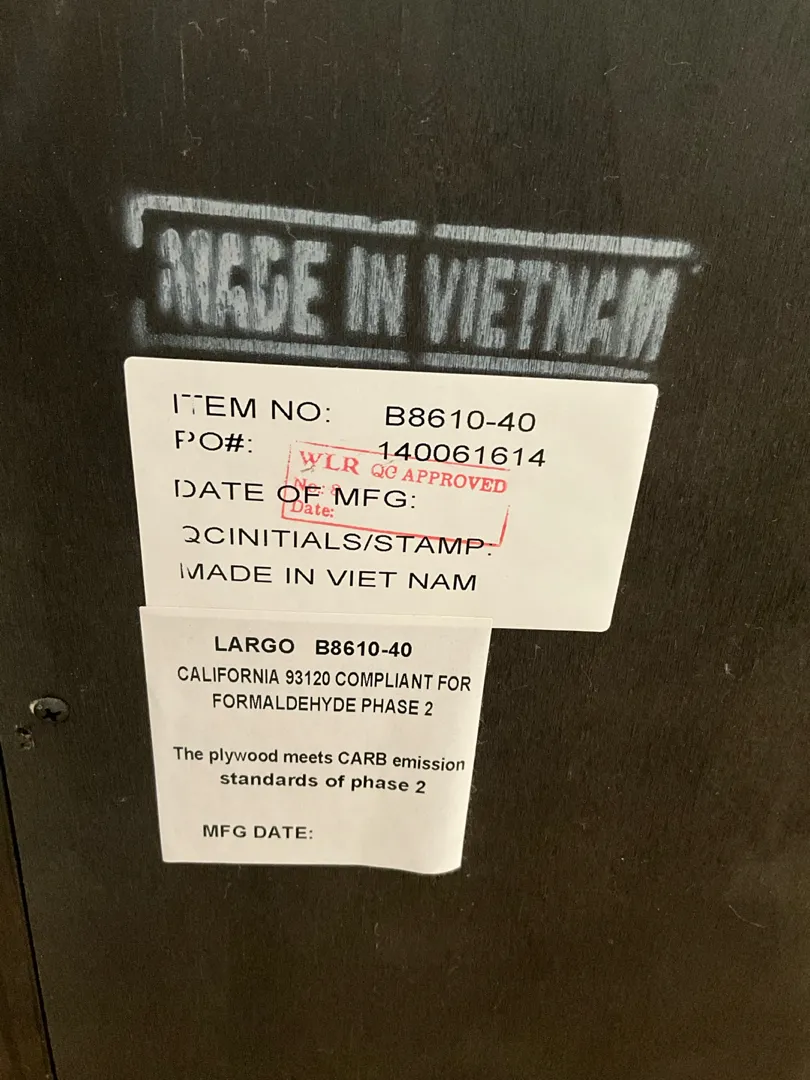 MADE IN VIETNAM
ITEM NO: B8610-40
PO#: 140061614
WLR QC APPROVED
No: 8
Date:
DATE OF MFG:
QCINITIALS/STAMP:
MADE IN VIET NAM
LARGO B8610-40
CALIFORNIA 93120 COMPLIANT FOR
FORMALDEHYDE PHASE 2
The plywood meets CARB emission
standards of phase 2
MFG DATE: